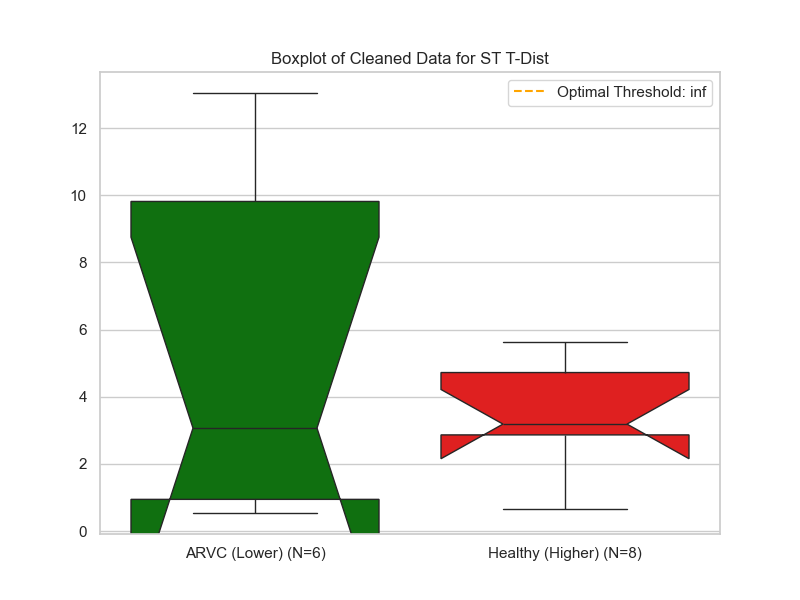 Boxplot of Cleaned Data for ST T-Dist
Optimal Threshold: inf
12
10
8
6
4
2
0
ARVC (Lower) (N=6)
Healthy (Higher) (N=8)